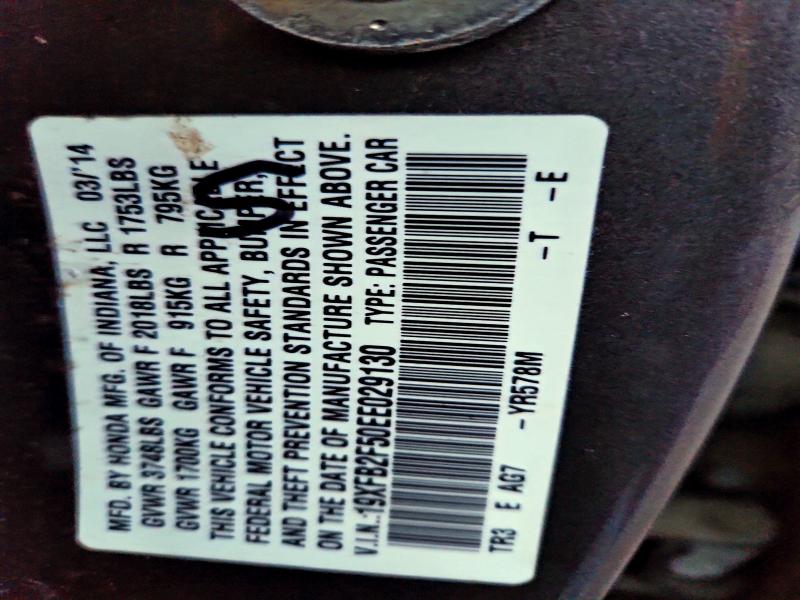 MFD. BY HONDA MFG. OF INDIANA, LLC 03/'14
GVWR 3748LBS GAWR F 2018LBS R 1753LBS
GVWR 1700KG GAWR F 915KG R 795KG
THIS VEHICLE CONFORMS TO ALL APPLICABLE
FEDERAL MOTOR VEHICLE SAFETY, BUMPER,
AND THEFT PREVENTION STANDARDS IN EFFECT
ON THE DATE OF MANUFACTURE SHOWN ABOVE.
V.I.N.: 19XFB2F50EE029130 TYPE: PASSENGER CAR
TR3 E AG7 -YR578M -T -E